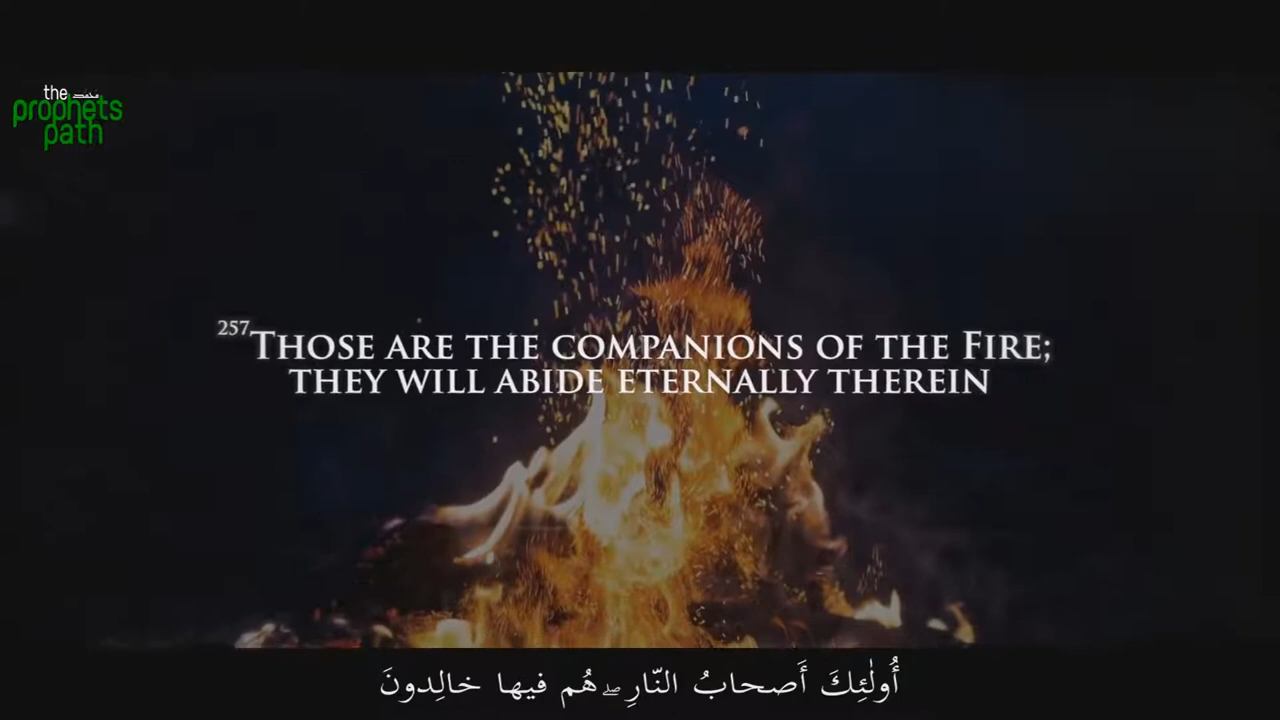 the
prophets
path
257 THOSE ARE THE COMPANIONS OF THE FIRE;
THEY WILL ABIDE ETERNALLY THEREIN
أُولٰئِكَ أَصحابُ النّارِ ۖ هُم فيها خالِدونَ